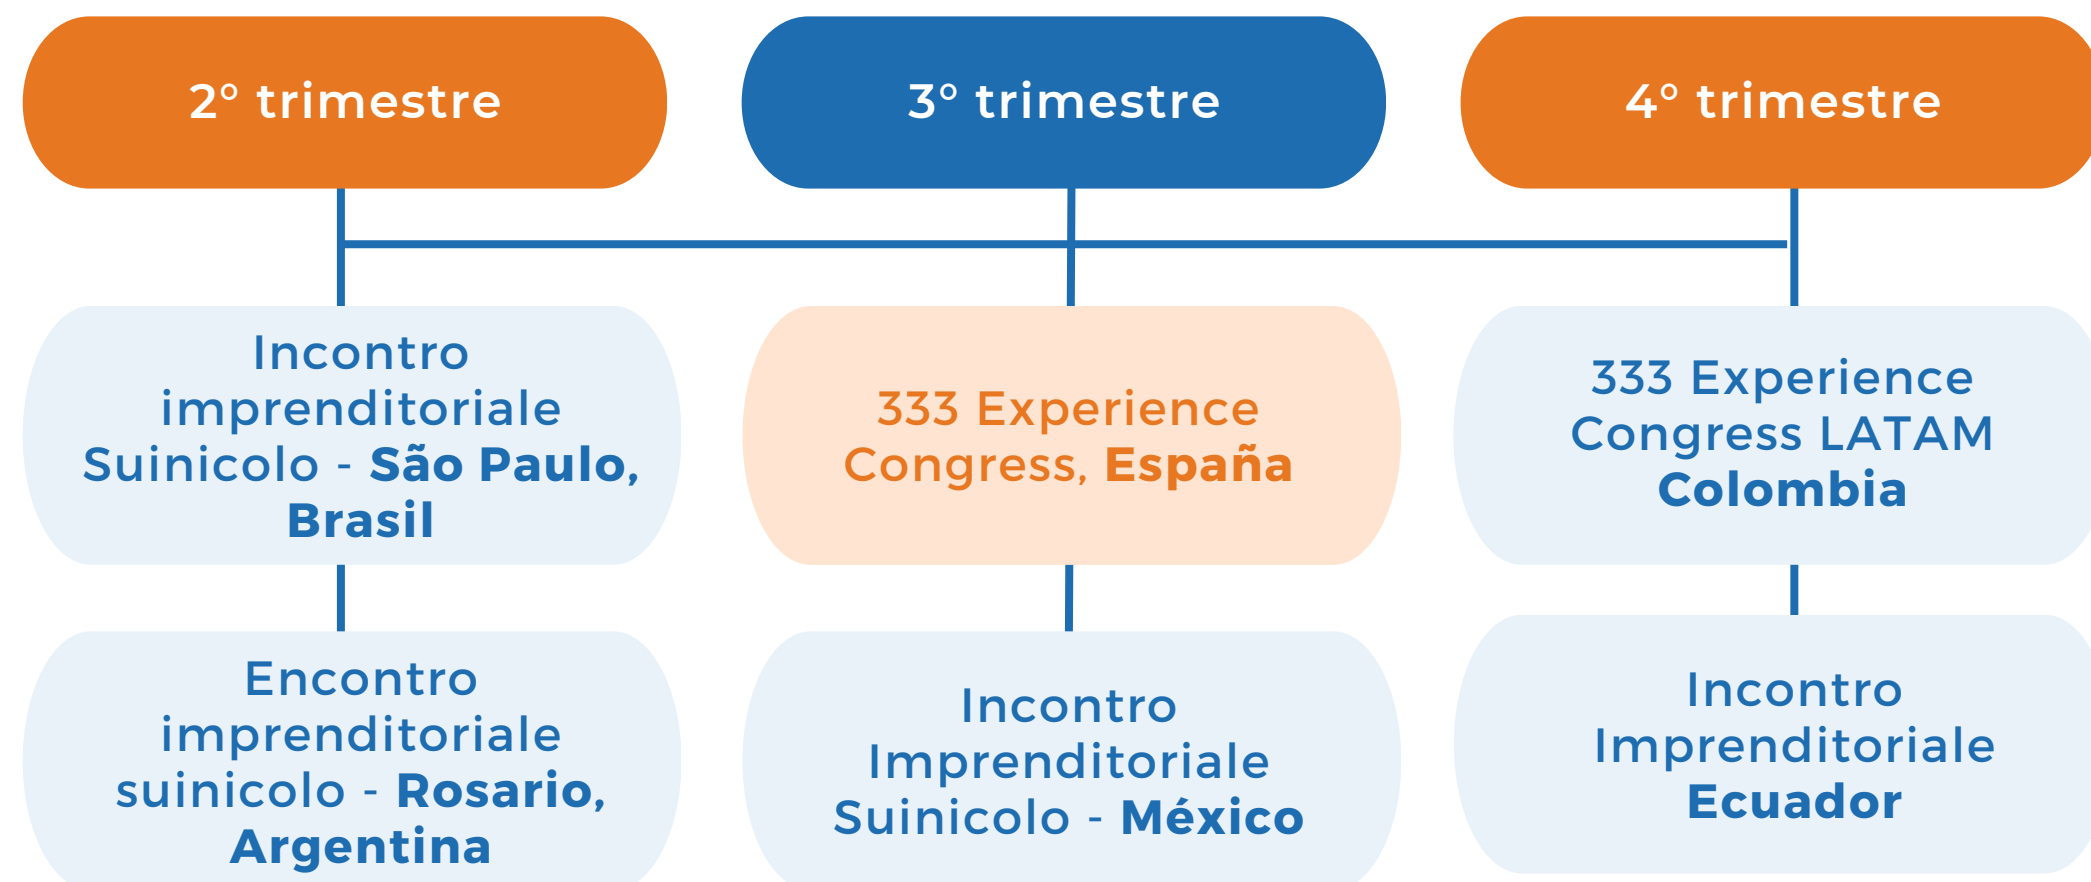 2° trimestre
3° trimestre
4° trimestre
Incontro
imprenditoriale
Suinicolo - São Paulo,
Brasil
333 Experience
Congress, España
333 Experience
Congress LATAM
Colombia
Encontro
imprenditoriale
suinicolo - Rosario,
Argentina
Incontro
Imprenditoriale
Suinicolo - México
Incontro
Imprenditoriale
Ecuador